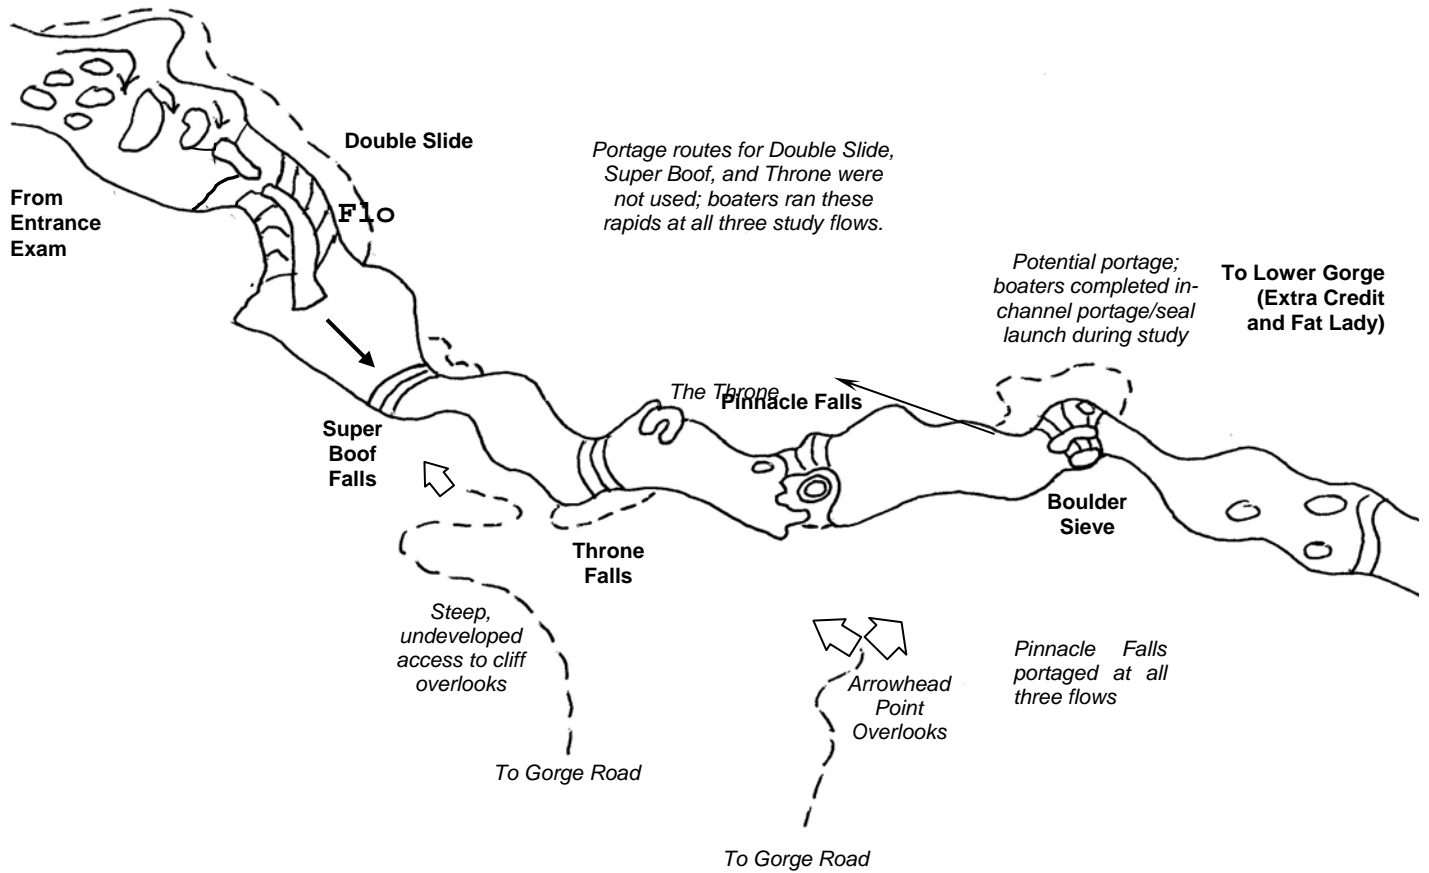 Double Slide
Portage routes for Double Slide,
Super Boof, and Throne were
not used; boaters ran these
rapids at all three study flows.
From
Entrance
Exam
Flo
Potential portage;
boaters completed in-
channel portage/seal
launch during study
To Lower Gorge
(Extra Credit
and Fat Lady)
The Throne
Pinnacle Falls
Super
Boof
Falls
Boulder
Sieve
Throne
Falls
Steep,
undeveloped
access to cliff
overlooks
Arrowhead
Point
Overlooks
Pinnacle Falls
portaged at all
three flows
To Gorge Road
To Gorge Road